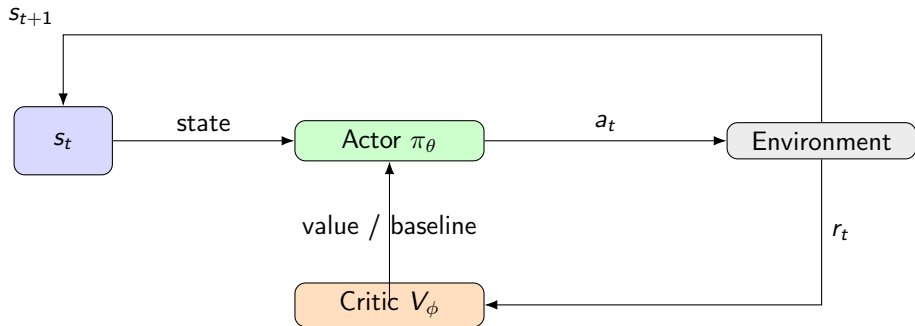 s_{t+1}
s_t
state
Actor π_θ
a_t
Environment
value / baseline
r_t
Critic V_ϕ